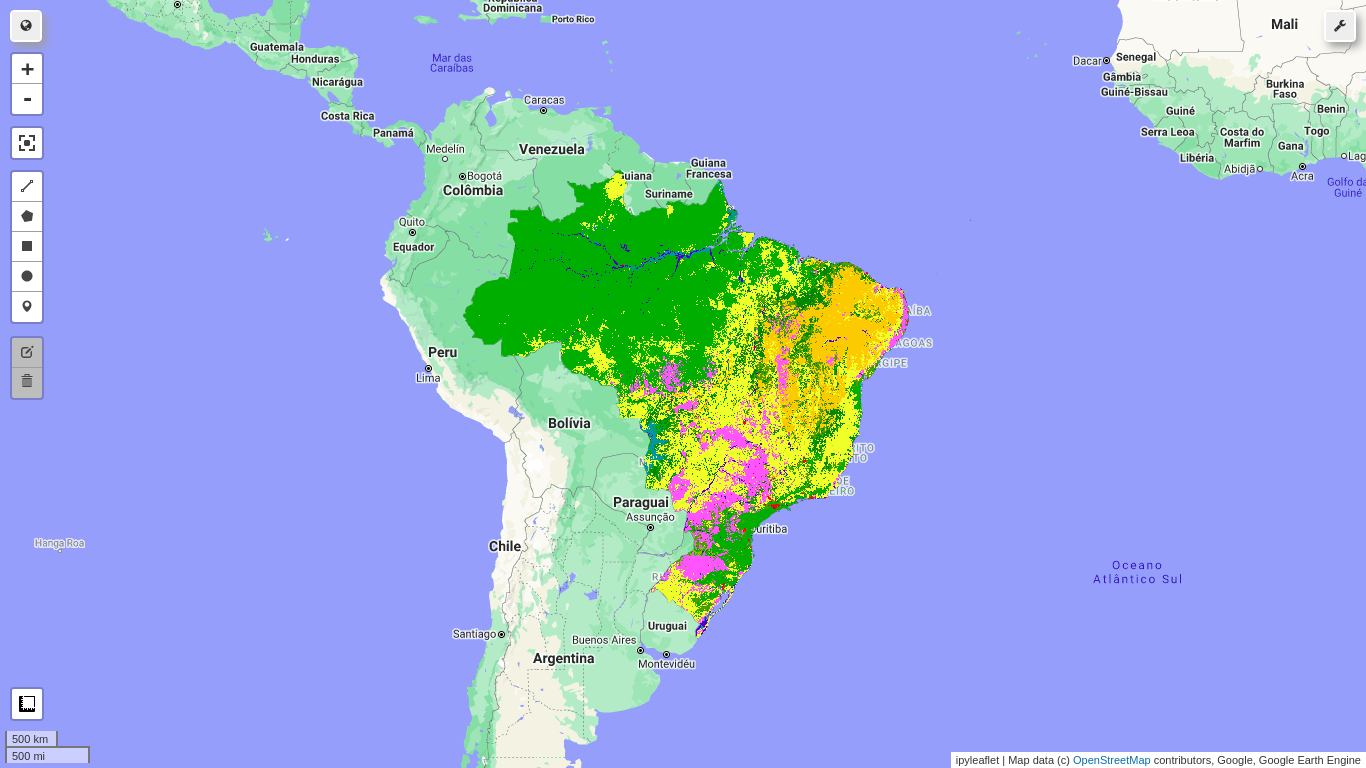 República
Dominicana
Porto Rico
Guatemala
Honduras
Nicarágua
Costa Rica
Panamá
Mar das
Caraíbas
Caracas
Medelín
Venezuela
Bogotá
Colômbia
Guiana
Guiana
Francesa
Suriname
Quito
Equador
Peru
Lima
Bolívia
Paraguai
Assunção
Chile
Hanga Roa
Santiago
Buenos Aires
Uruguai
Argentina
Montevidéu
AÍBA
AGOAS
GIPE
RITO
TO
DE
EIRO
uritiba
Mali
Dacar
Senegal
Gâmbia
Guiné-Bissau
Burkina
Faso
Guiné
Benin
Serra Leoa
Costa do
Marfim
Togo
Gana
Libéria
Abidjã
Acra
Lag
Golfo da
Guiné
Oceano
Atlântico Sul
+
-
500 km
500 mi
ipyleaflet | Map data (c) OpenStreetMap contributors, Google, Google Earth Engine